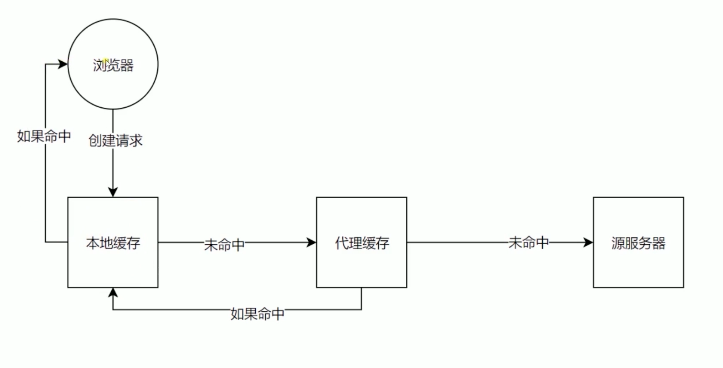 浏览器
如果命中
创建请求
本地缓存
未命中
代理缓存
未命中
源服务器
如果命中